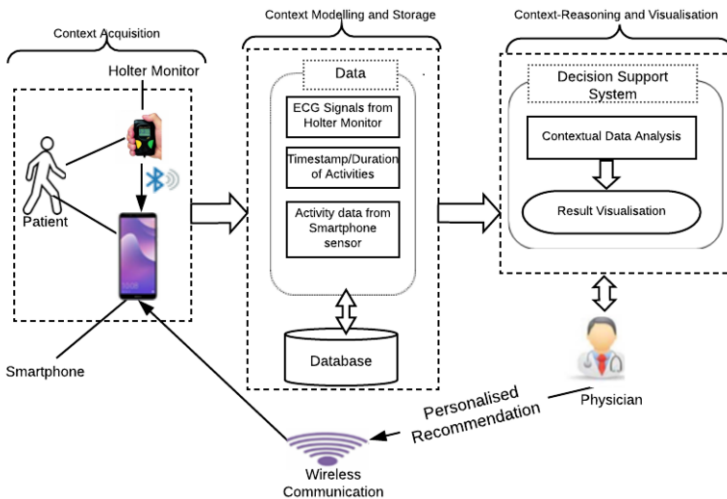 Context Acquisition
Holter Monitor
Patient
Smartphone
Context Modelling and Storage
Data
ECG Signals from
Holter Monitor
Timestamp/Duration
of Activities
Activity data from
Smartphone
sensor
Database
Context-Reasoning and Visualisation
Decision Support
System
Contextual Data Analysis
Result Visualisation
Physician
Personalised
Recommendation
Wireless
Communication